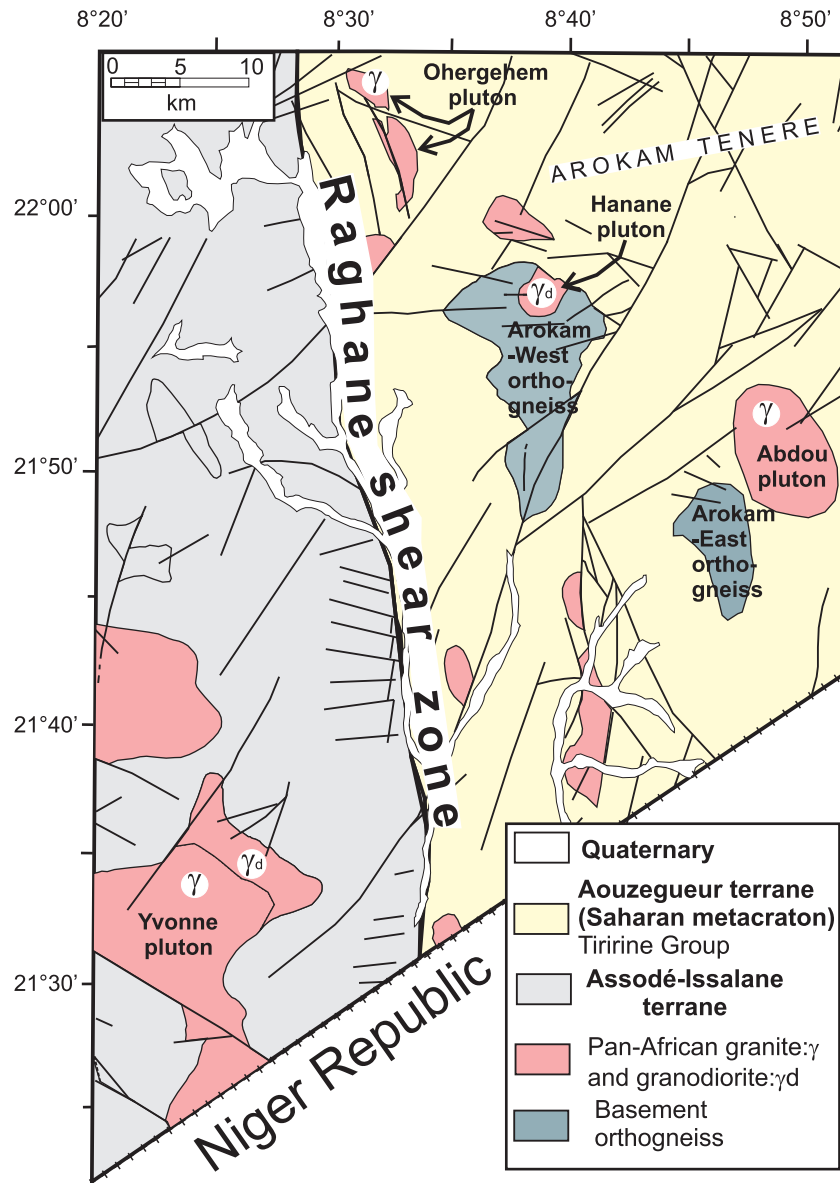 8°20’ 8°30’ 8°40’ 8°50’
0 5 10
km
22°00’
21°50’
21°40’
21°30’
γ
Ohergehem
pluton
AROKAM TENERE
Hanane
pluton
γd
Arokam
-West
ortho-
gneiss
Raghane shear zone
γ
Abdou
pluton
Arokam
-East
ortho-
gneiss
γd
γ
Yvonne
pluton
Niger Republic
Quaternary
Aouzegueur terrane
(Saharan metacraton)
Tiririne Group
Assodé-Issalane
terrane
Pan-African granite:γ
and granodiorite:γd
Basement
orthogneiss